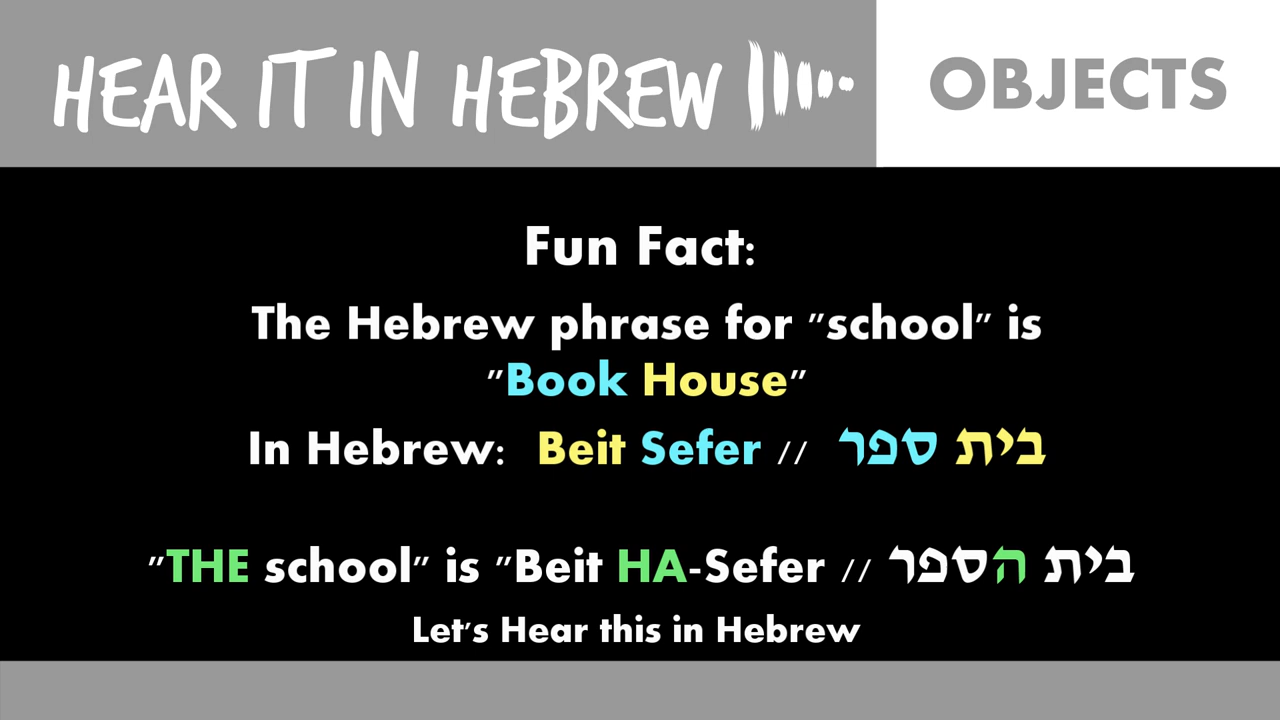 HEAR IT IN HEBREW
OBJECTS
Fun Fact:
The Hebrew phrase for "school" is
"Book House"
In Hebrew: Beit Sefer // בית ספר
"THE school" is "Beit HA-Sefer // בית הספר
Let's Hear this in Hebrew